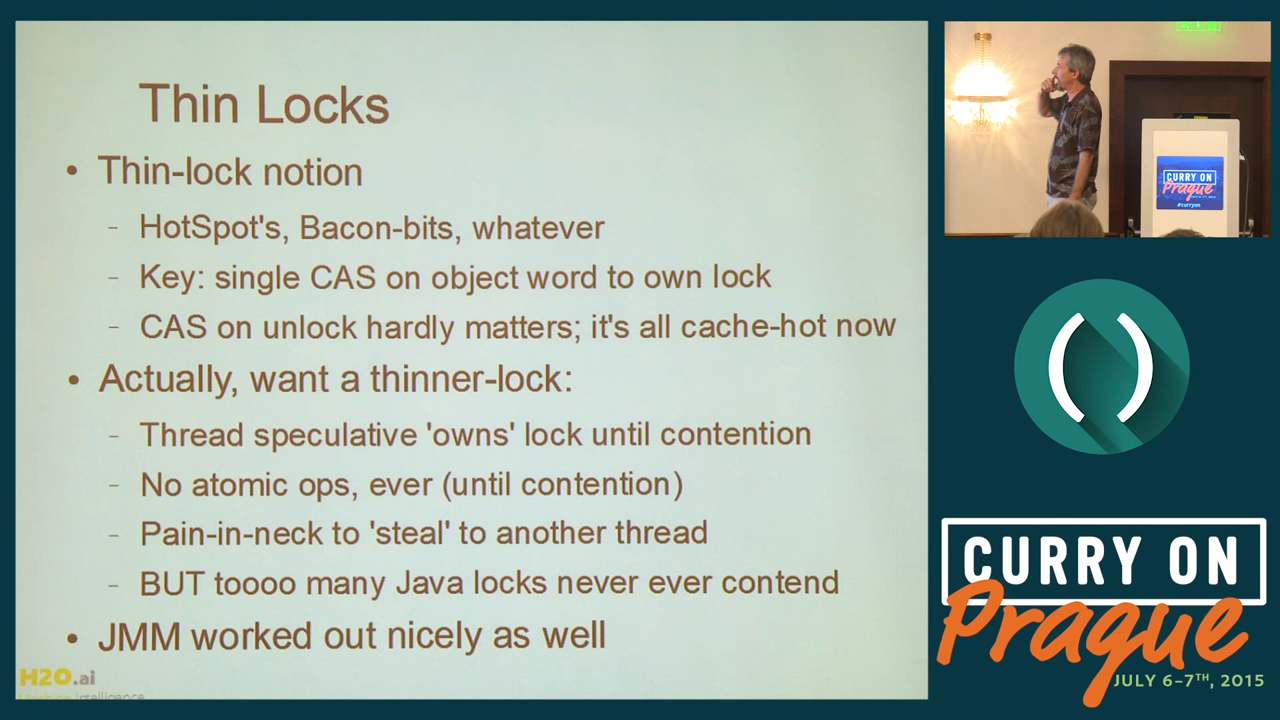 Thin Locks
• Thin-lock notion
- HotSpot's, Bacon-bits, whatever
- Key: single CAS on object word to own lock
- CAS on unlock hardly matters; it's all cache-hot now
• Actually, want a thinner-lock:
- Thread speculative 'owns' lock until contention
- No atomic ops, ever (until contention)
- Pain-in-neck to 'steal' to another thread
- BUT toooo many Java locks never ever contend
• JMM worked out nicely as well
H2O.ai
Machine Intelligence
CURRY ON
Prague
#curryon
( )
CURRY ON
Prague
JULY 6-7TH, 2015